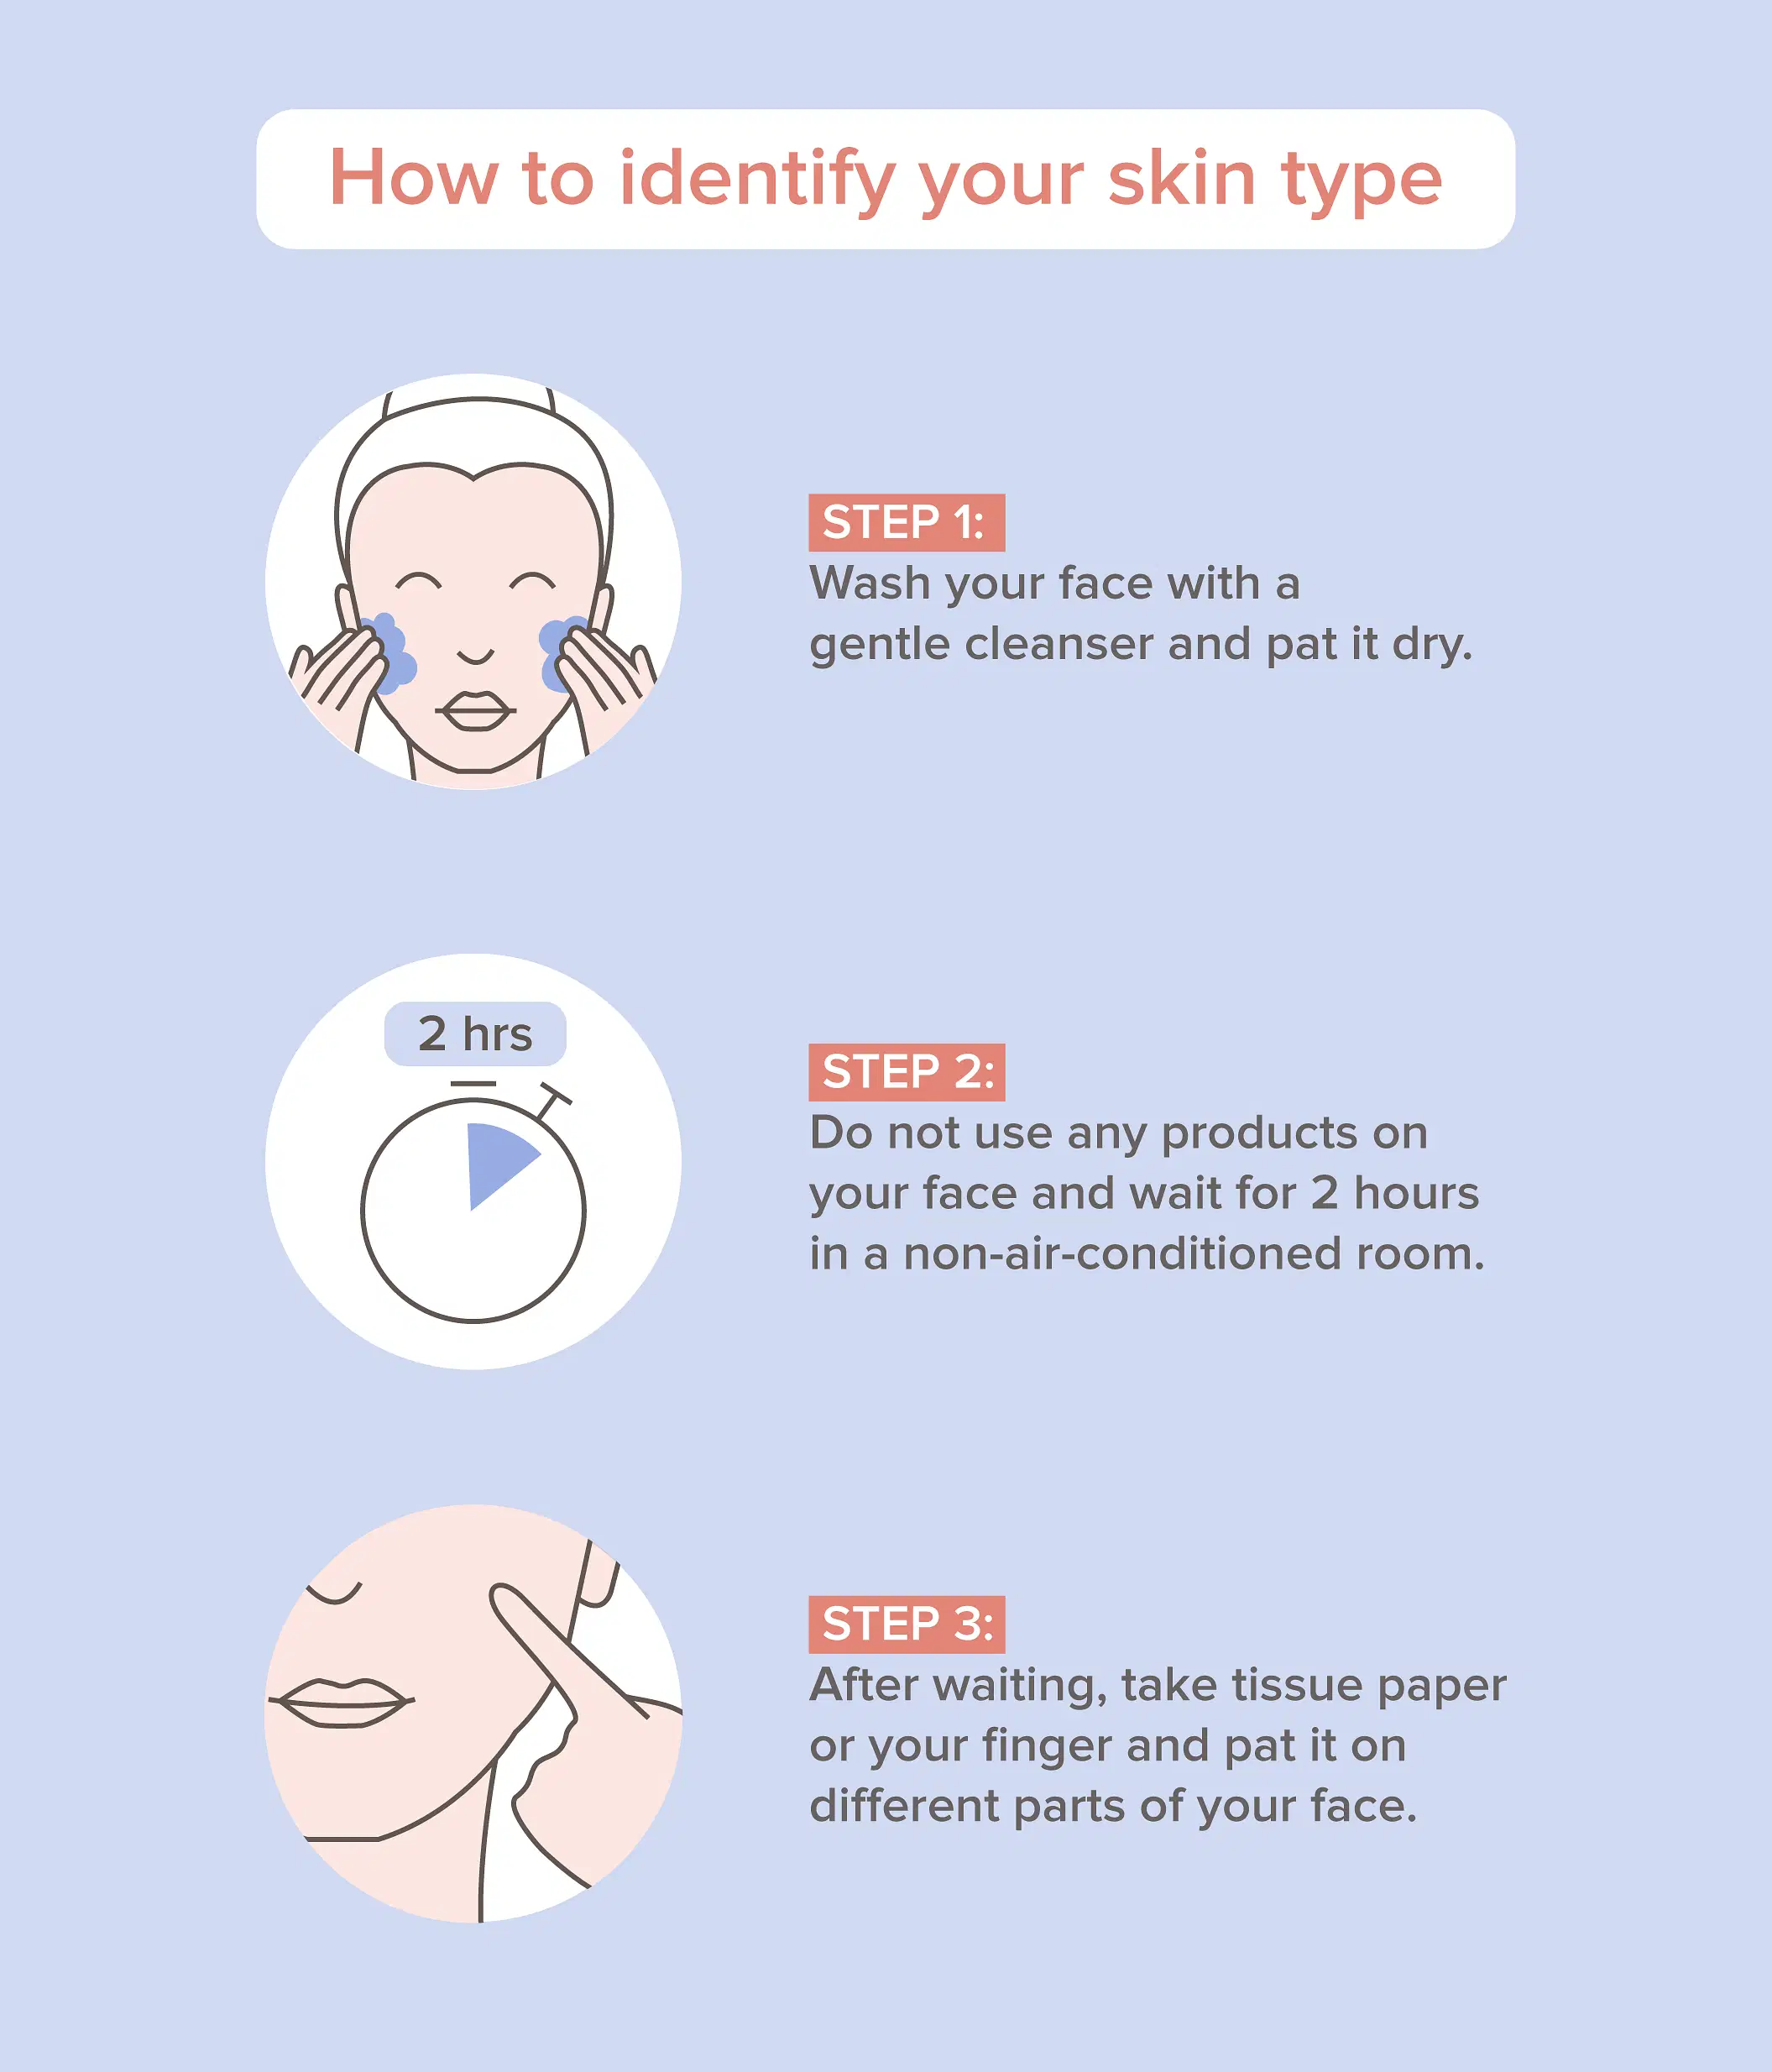 How to identify your skin type
STEP 1:
Wash your face with a
gentle cleanser and pat it dry.
2 hrs
STEP 2:
Do not use any products on
your face and wait for 2 hours
in a non-air-conditioned room.
STEP 3:
After waiting, take tissue paper
or your finger and pat it on
different parts of your face.